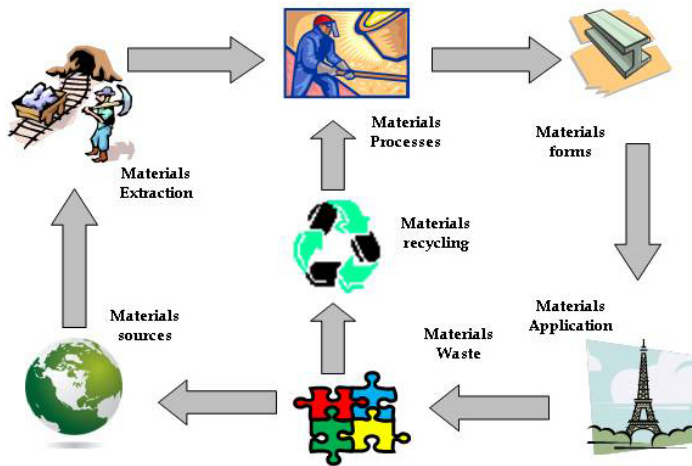 Materials
Processes
Materials
forms
Materials
Extraction
Materials
recycling
Materials
sources
Materials
Application
Materials
Waste